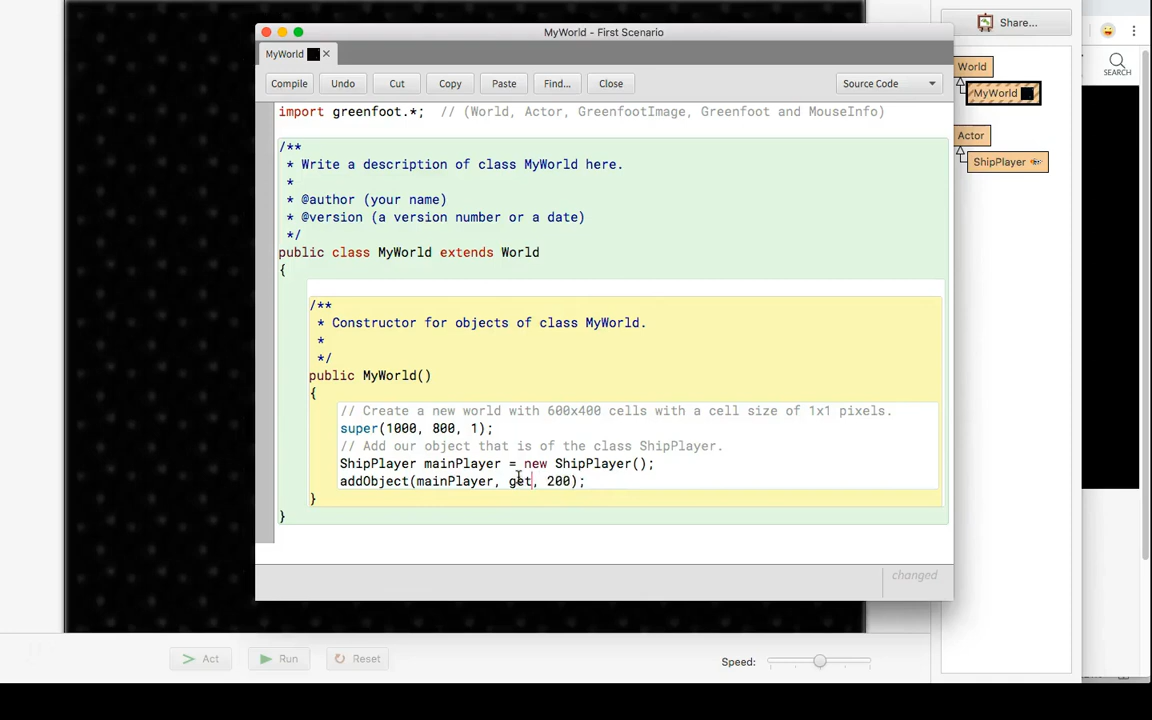 MyWorld - First Scenario
MyWorld
Compile Undo Cut Copy Paste Find... Close Source Code
import greenfoot.*;  // (World, Actor, GreenfootImage, Greenfoot and MouseInfo)
/**
 * Write a description of class MyWorld here.
 *
 * @author (your name)
 * @version (a version number or a date)
 */
public class MyWorld extends World
{
/**
 * Constructor for objects of class MyWorld.
 *
 */
public MyWorld()
{
// Create a new world with 600x400 cells with a cell size of 1x1 pixels.
super(1000, 800, 1);
// Add our object that is of the class ShipPlayer.
ShipPlayer mainPlayer = new ShipPlayer();
addObject(mainPlayer, get, 200);
}
}
changed
Share...
World
MyWorld
Actor
ShipPlayer
SEARCH
Act Run Reset Speed: